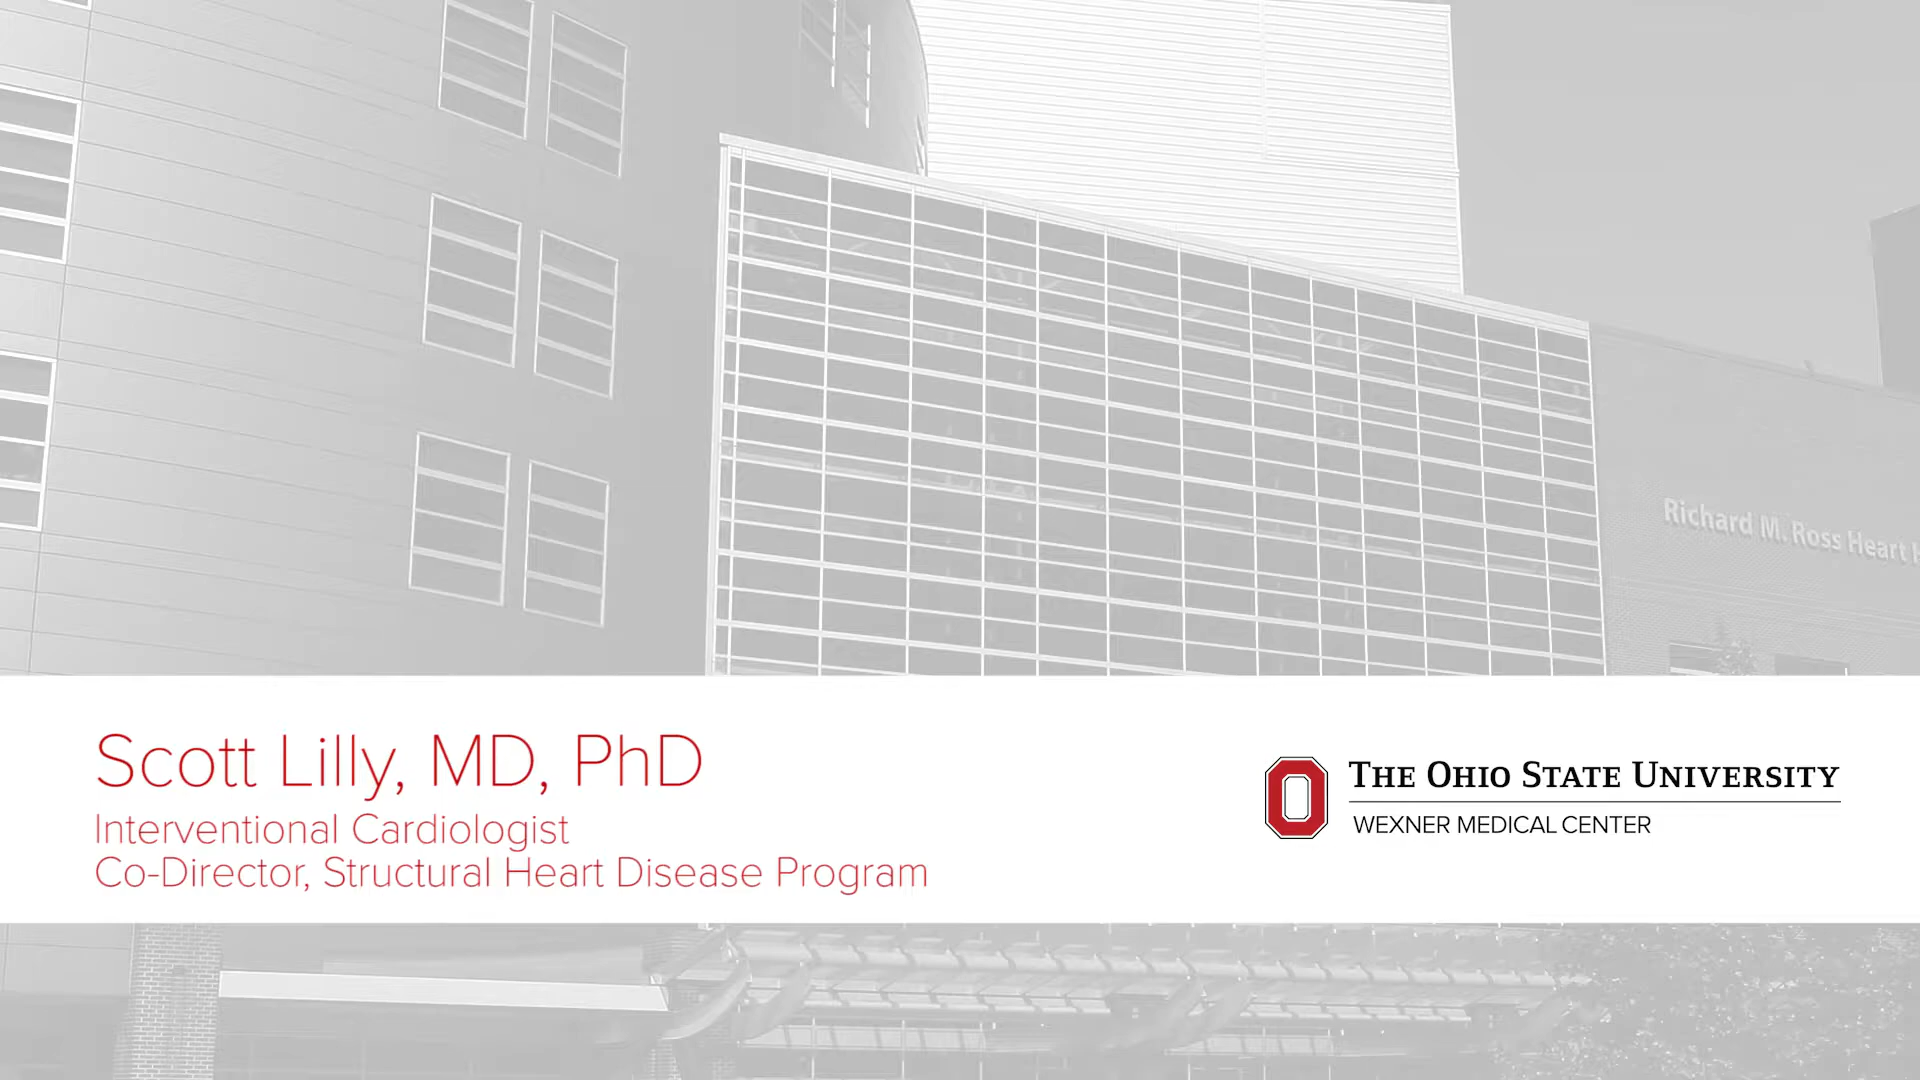 Richard M. Ross Heart
Scott Lilly, MD, PhD
Interventional Cardiologist
Co-Director, Structural Heart Disease Program
THE OHIO STATE UNIVERSITY
WEXNER MEDICAL CENTER